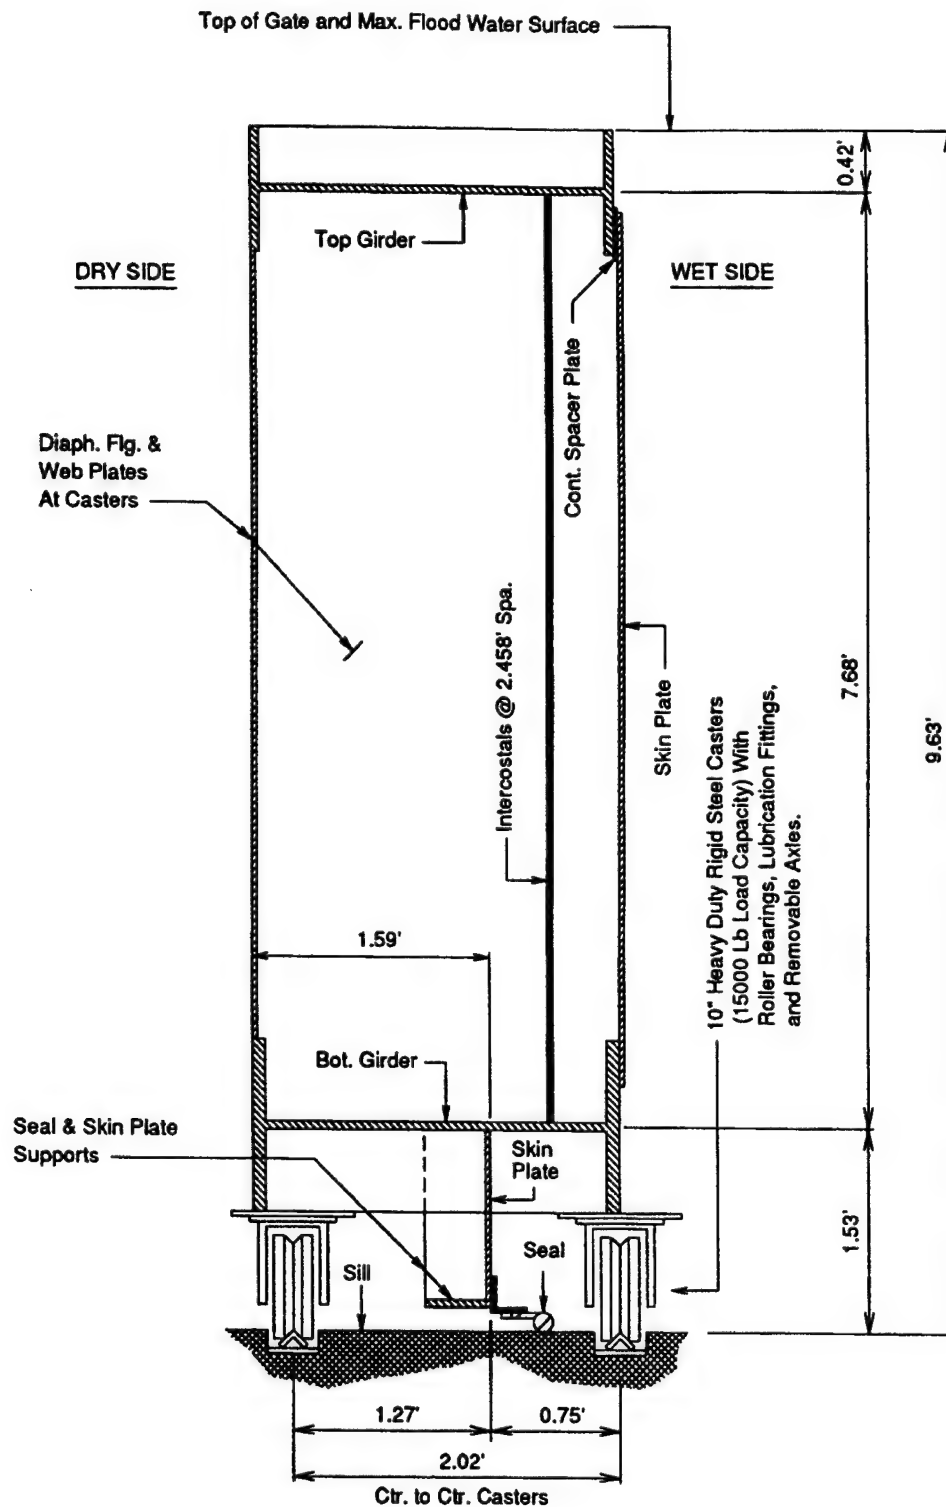 Top of Gate and Max. Flood Water Surface
0.42'
Top Girder
DRY SIDE
WET SIDE
Cont. Spacer Plate
Diaph. Flg. &
Web Plates
At Casters
Intercostals @ 2.458' Spa.
Skin Plate
7.68'
9.63'
10" Heavy Duty Rigid Steel Casters
(15000 Lb Load Capacity) With
Roller Bearings, Lubrication Fittings,
and Removable Axles.
1.59'
Bot. Girder
Seal & Skin Plate
Supports
Skin
Plate
1.53'
Seal
Sill
1.27'
0.75'
2.02'
Ctr. to Ctr. Casters